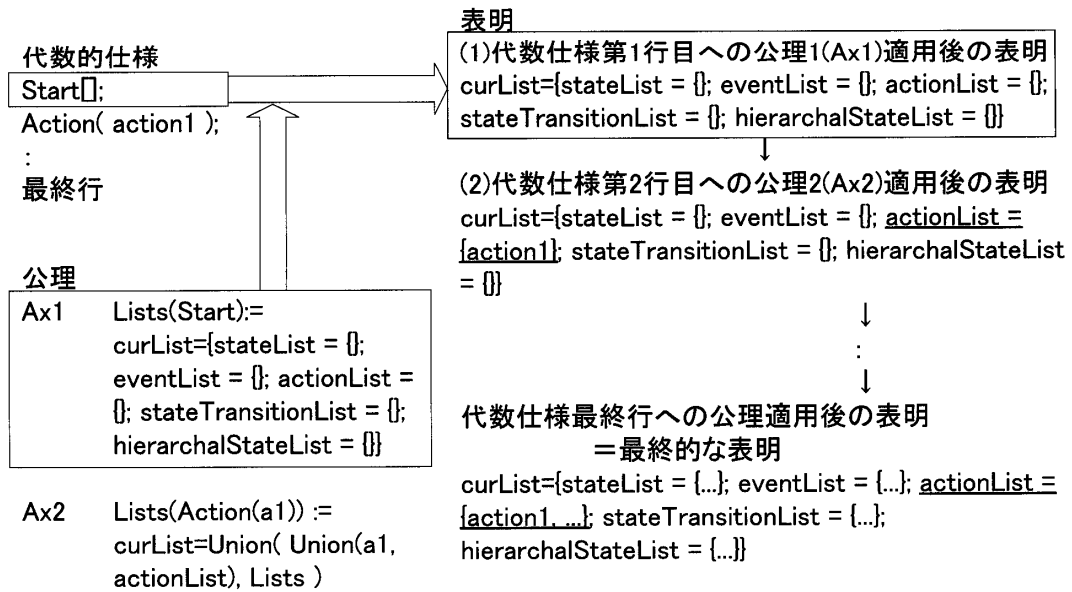 代数的仕様
Start[];
Action( action1 );
:
最終行
公理
Ax1 Lists(Start):=
curList={stateList = {};
eventList = {}; actionList =
{}; stateTransitionList = {};
hierarchalStateList = {}}
Ax2 Lists(Action(a1)) :=
curList=Union( Union(a1,
actionList), Lists )
表明
(1)代数仕様第1行目への公理1(Ax1)適用後の表明
curList={stateList = {}; eventList = {}; actionList = {};
stateTransitionList = {}; hierarchalStateList = {}}
↓
(2)代数仕様第2行目への公理2(Ax2)適用後の表明
curList={stateList = {}; eventList = {}; actionList =
{action1}; stateTransitionList = {}; hierarchalStateList
= {}}
↓
:
↓
代数仕様最終行への公理適用後の表明
=最終的な表明
curList={stateList = {...}; eventList = {...}; actionList =
{action1, ...}; stateTransitionList = {...};
hierarchalStateList = {...}}